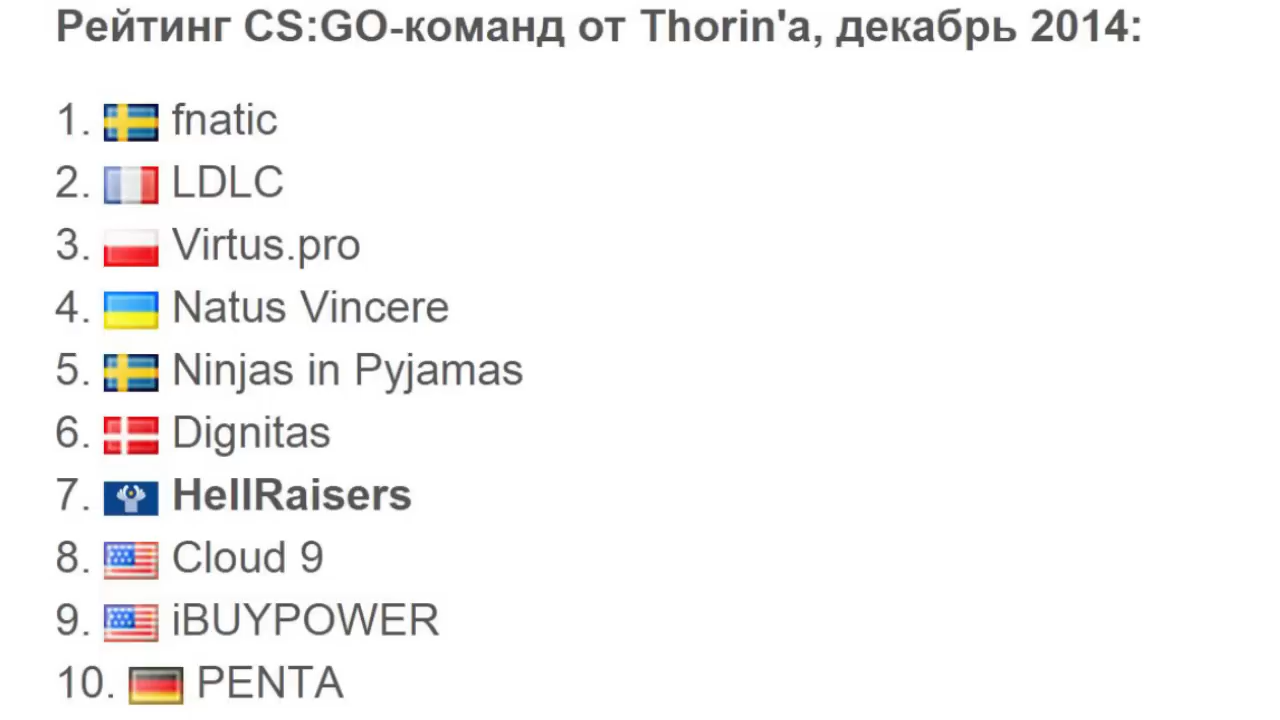 Рейтинг CS:GO-команд от Thorin'а, декабрь 2014:
1. fnatic
2. LDLC
3. Virtus.pro
4. Natus Vincere
5. Ninjas in Pyjamas
6. Dignitas
7. HellRaisers
8. Cloud 9
9. iBUYPOWER
10. PENTA